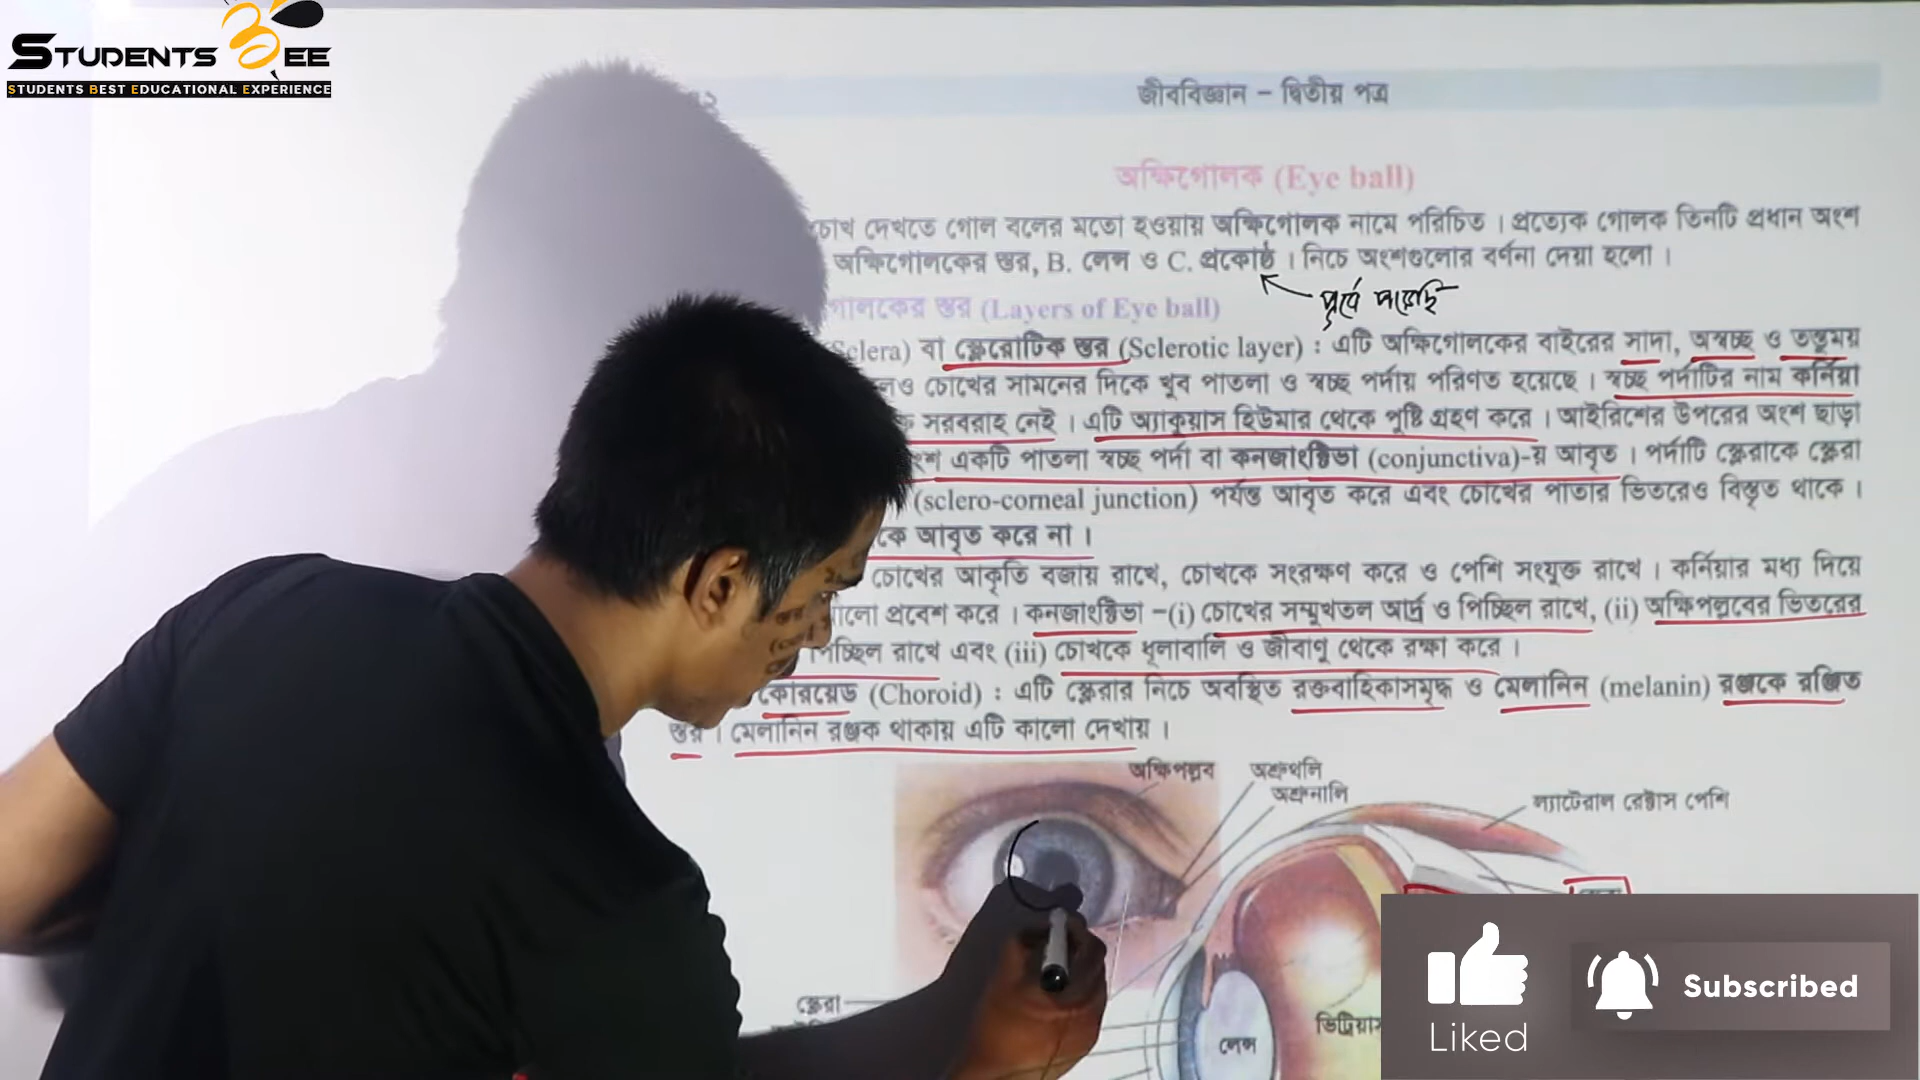 STUDENTS BEE
STUDENTS BEST EDUCATIONAL EXPERIENCE
জীববিজ্ঞান – দ্বিতীয় পত্র
অক্ষিগোলক (Eye ball)
চোখ দেখতে গোল বলের মতো হওয়ায় অক্ষিগোলক নামে পরিচিত । প্রত্যেক গোলক তিনটি প্রধান অংশ
অক্ষিগোলকের স্তর, B. লেন্স ও C. প্রকোষ্ঠ । নিচে অংশগুলোর বর্ণনা দেয়া হলো ।
পূর্বে পড়েছি
গোলকের স্তর (Layers of Eye ball)
Sclera) বা স্ক্লেরোটিক স্তর (Sclerotic layer) : এটি অক্ষিগোলকের বাইরের সাদা, অস্বচ্ছ ও তন্তুময়
চোখের সামনের দিকে খুব পাতলা ও স্বচ্ছ পর্দায় পরিণত হয়েছে । স্বচ্ছ পর্দাটির নাম কর্নিয়া
সরবরাহ নেই । এটি অ্যাকুয়াস হিউমার থেকে পুষ্টি গ্রহণ করে । আইরিশের উপরের অংশ ছাড়া
একটি পাতলা স্বচ্ছ পর্দা বা কনজাংক্টিভা (conjunctiva)-য় আবৃত । পর্দাটি স্ক্লেরাকে স্ক্লেরা
(sclero-corneal junction) পর্যন্ত আবৃত করে এবং চোখের পাতার ভিতরেও বিস্তৃত থাকে ।
কে আবৃত করে না ।
চোখের আকৃতি বজায় রাখে, চোখকে সংরক্ষণ করে ও পেশি সংযুক্ত রাখে । কর্নিয়ার মধ্য দিয়ে
প্রবেশ করে । কনজাংক্টিভা –(i) চোখের সম্মুখতল আর্দ্র ও পিচ্ছিল রাখে, (ii) অক্ষিপল্লবের ভিতরের
পিচ্ছিল রাখে এবং (iii) চোখকে ধূলাবালি ও জীবাণু থেকে রক্ষা করে ।
কোরয়েড (Choroid) : এটি স্ক্লেরার নিচে অবস্থিত রক্তবাহিকাসমৃদ্ধ ও মেলানিন (melanin) রঞ্জকে রঞ্জিত
স্তর । মেলানিন রঞ্জক থাকায় এটি কালো দেখায় ।
অক্ষিপল্লব
অশ্রুথলি
অশ্রুনালি
ল্যাটেরাল রেক্টাস পেশি
স্ক্লেরা
লেন্স
ভিট্রিয়াস
Liked
Subscribed